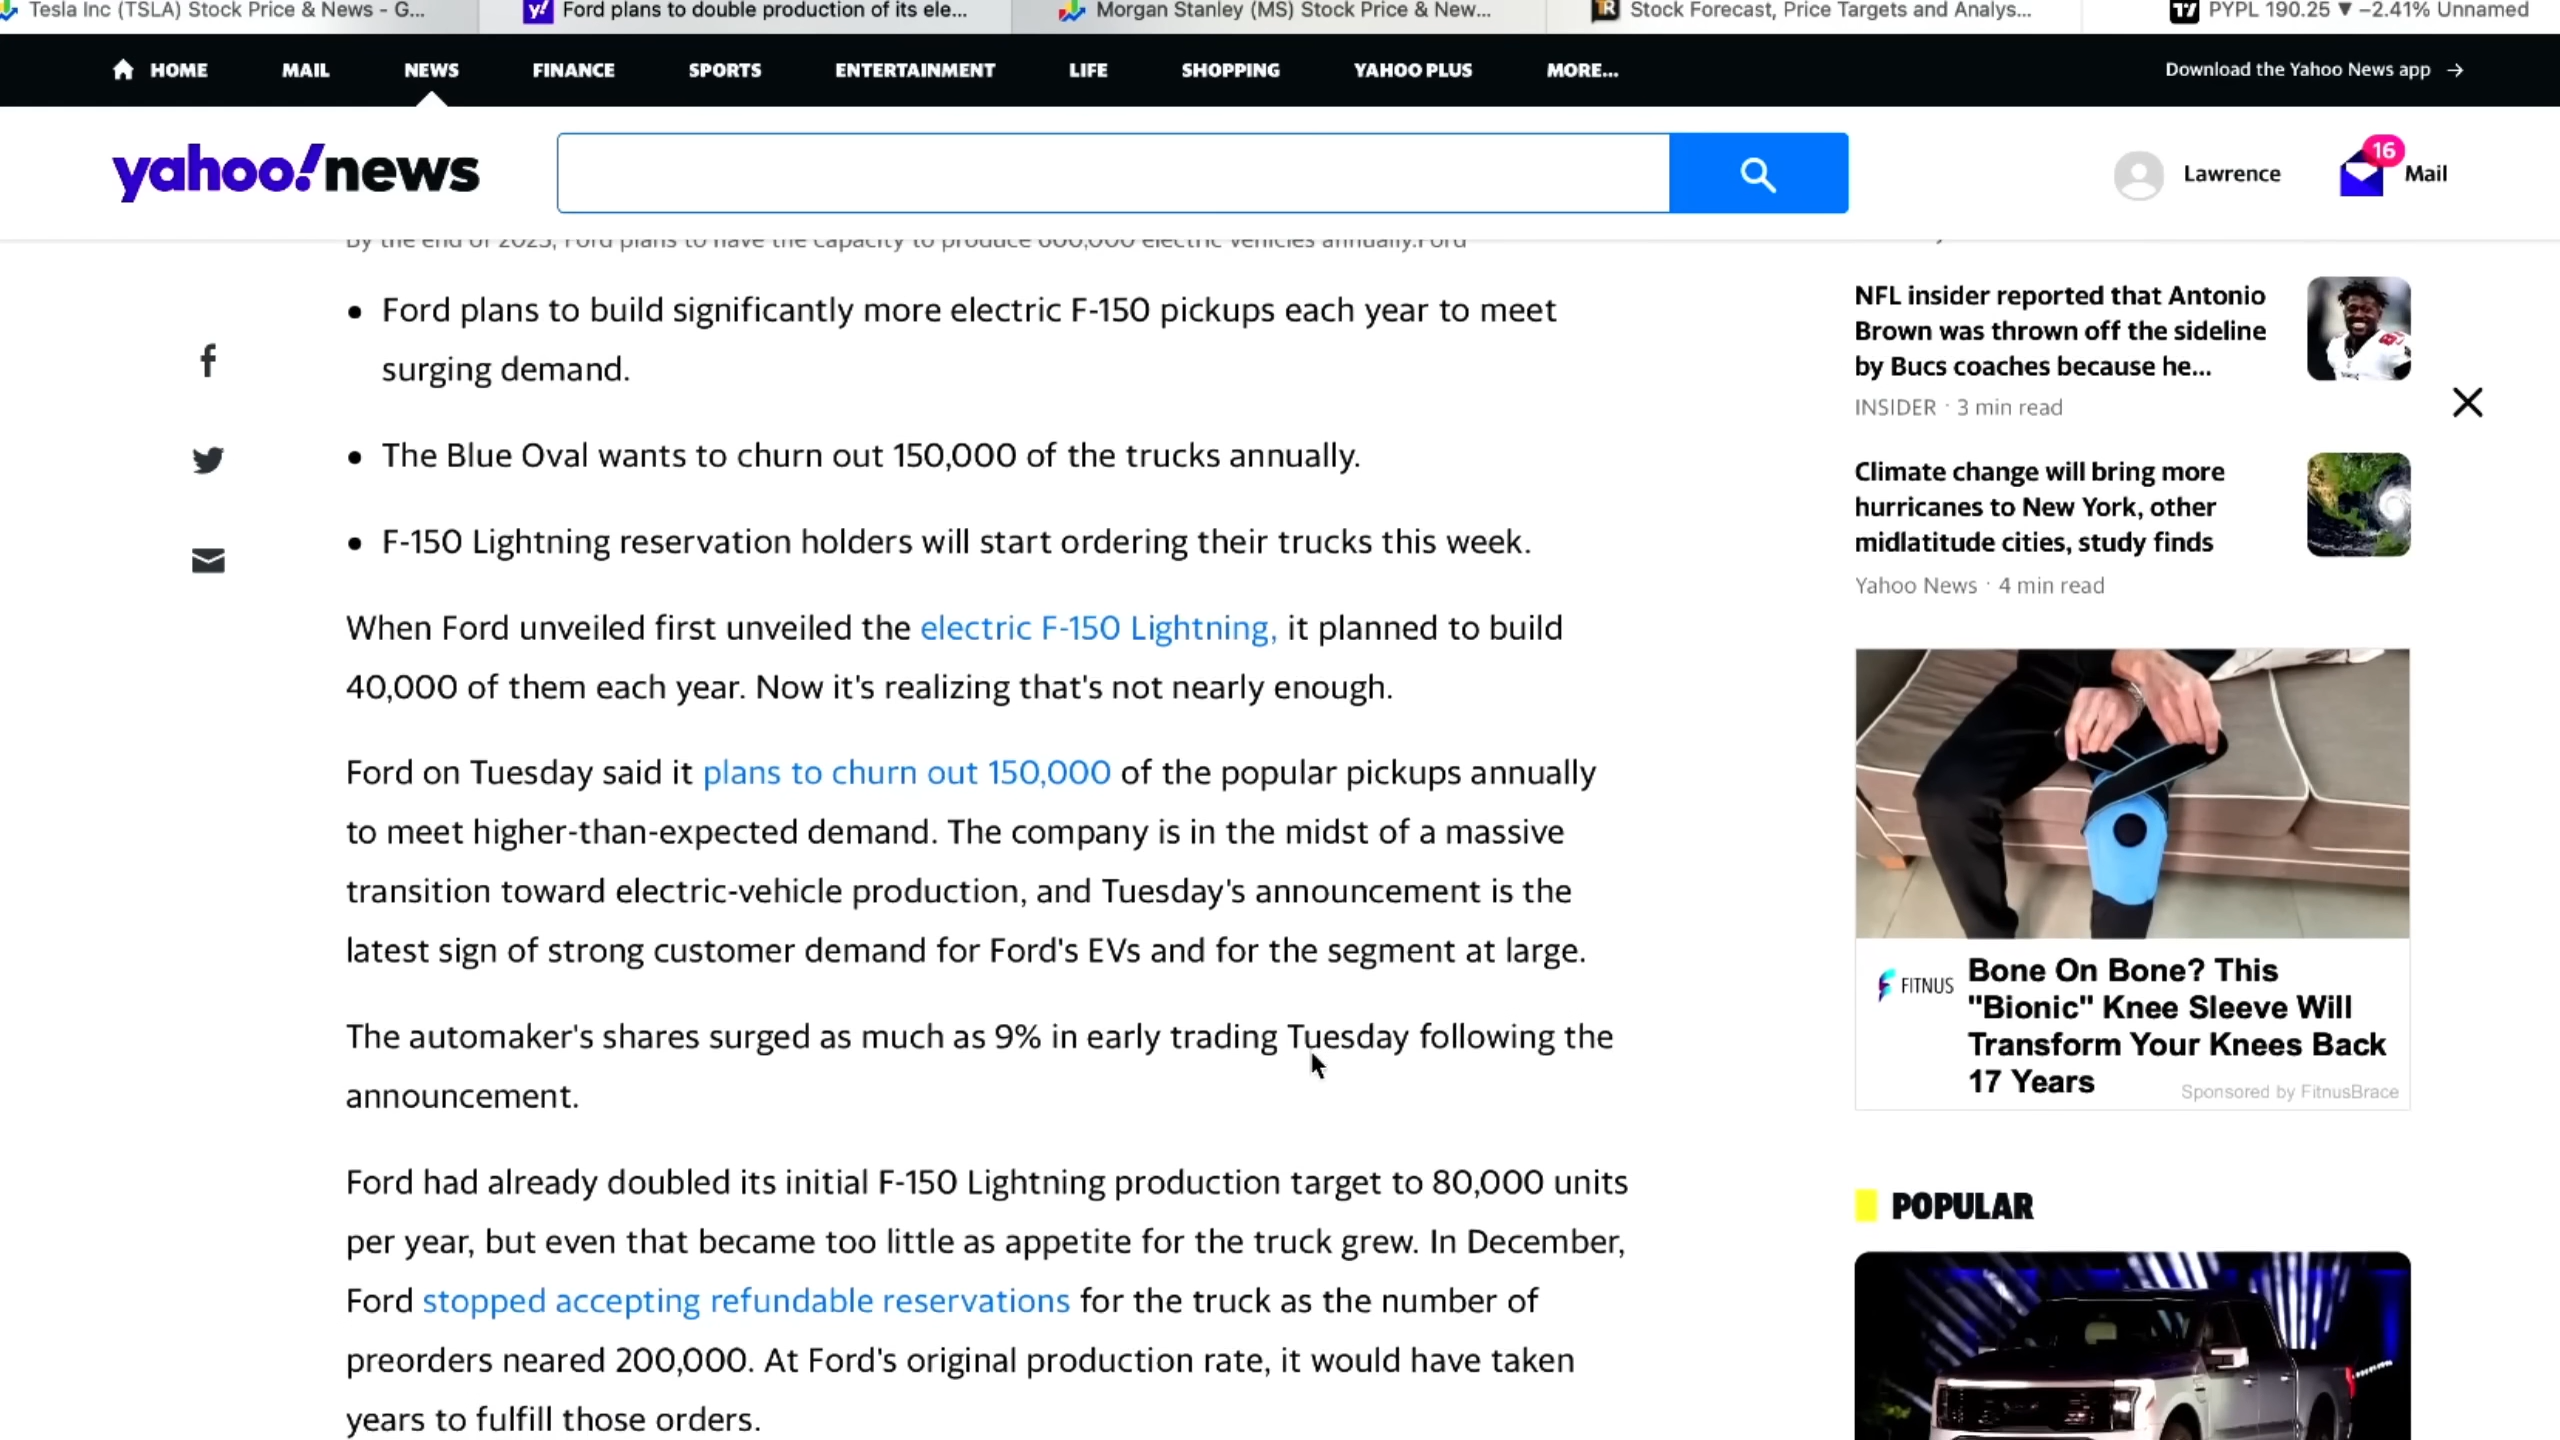 Tesla Inc (TSLA) Stock Price & News - G...
Ford plans to double production of its ele...
Morgan Stanley (MS) Stock Price & New...
Stock Forecast, Price Targets and Analys...
PYPL 190.25 ▼ −2.41% Unnamed
HOME
MAIL
NEWS
FINANCE
SPORTS
ENTERTAINMENT
LIFE
SHOPPING
YAHOO PLUS
MORE...
Download the Yahoo News app →
yahoo!news
Lawrence
16
Mail
plans to have the capacity to produce 600,000 electric vehicles annually.Ford
• Ford plans to build significantly more electric F-150 pickups each year to meet
surging demand.
• The Blue Oval wants to churn out 150,000 of the trucks annually.
• F-150 Lightning reservation holders will start ordering their trucks this week.
When Ford unveiled first unveiled the electric F-150 Lightning, it planned to build
40,000 of them each year. Now it's realizing that's not nearly enough.
Ford on Tuesday said it plans to churn out 150,000 of the popular pickups annually
to meet higher-than-expected demand. The company is in the midst of a massive
transition toward electric-vehicle production, and Tuesday's announcement is the
latest sign of strong customer demand for Ford's EVs and for the segment at large.
The automaker's shares surged as much as 9% in early trading Tuesday following the
announcement.
Ford had already doubled its initial F-150 Lightning production target to 80,000 units
per year, but even that became too little as appetite for the truck grew. In December,
Ford stopped accepting refundable reservations for the truck as the number of
preorders neared 200,000. At Ford's original production rate, it would have taken
years to fulfill those orders.
NFL insider reported that Antonio
Brown was thrown off the sideline
by Bucs coaches because he...
INSIDER · 3 min read
Climate change will bring more
hurricanes to New York, other
midlatitude cities, study finds
Yahoo News · 4 min read
FITNUS
Bone On Bone? This
"Bionic" Knee Sleeve Will
Transform Your Knees Back
17 Years
Sponsored by FitnusBrace
POPULAR